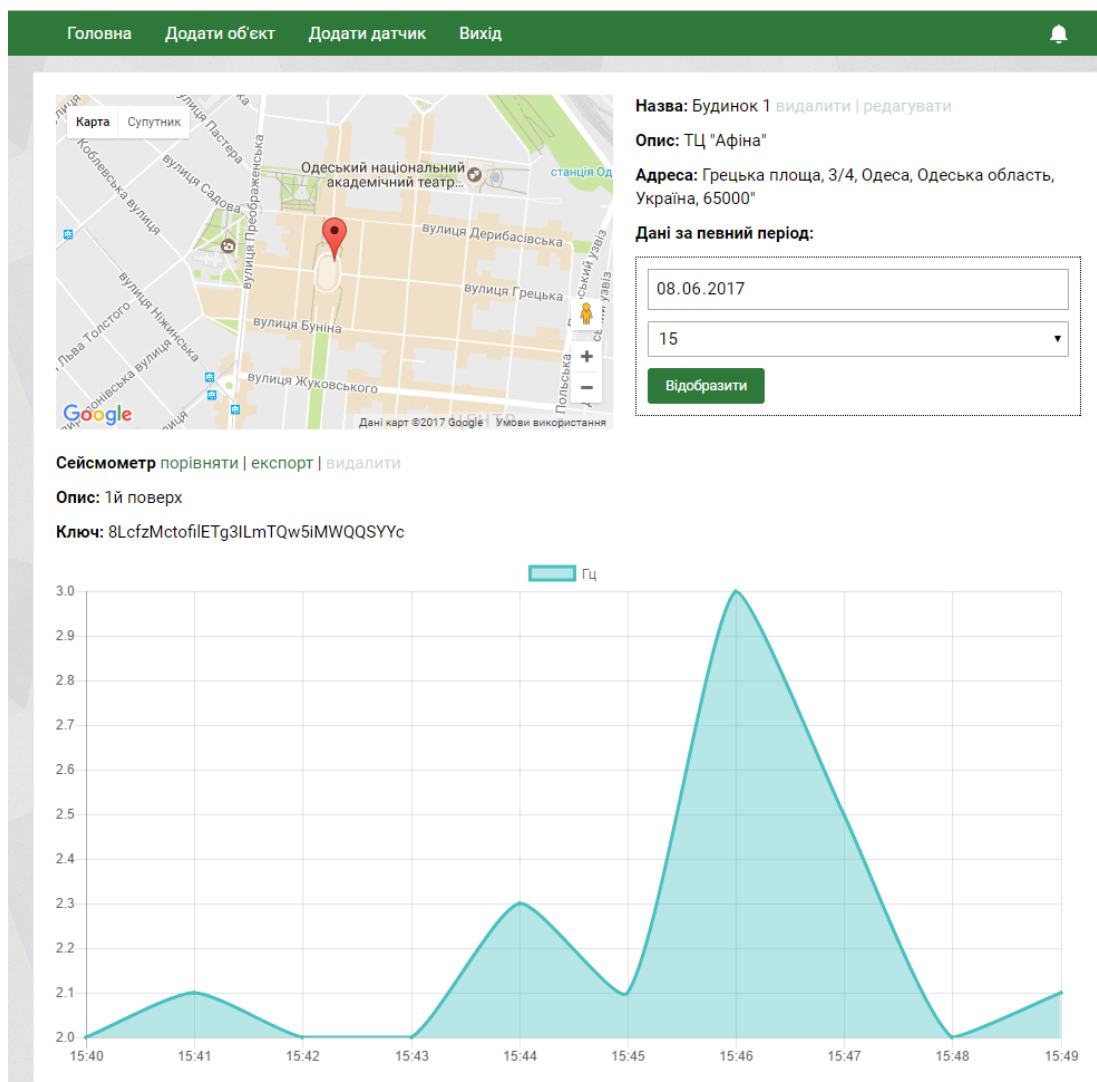 Головна Додати об'єкт Додати датчик Вихід
Карта Супутник
вулиця Пастера
Коблевська вулиця
вулиця Садова
вулиця Преображенська
Одеський національний
академічний театр...
станція Од
вулиця Дерибасівська
вулиця Грецька
вулиця Буніна
вулиця Ніжинська
Льва Толстого
вулиця Жуковського
Польська
ЦЕНТР
Google
Дані карт ©2017 Google Умови використання
Назва: Будинок 1 видалити | редагувати
Опис: ТЦ "Афіна"
Адреса: Грецька площа, 3/4, Одеса, Одеська область,
Україна, 65000"
Дані за певний період:
08.06.2017
15
Відобразити
Сейсмометр порівняти | експорт | видалити
Опис: 1й поверх
Гц
3.0
2.9
2.8
2.7
2.6
2.5
2.4
2.3
2.2
2.1
2.0
15:40 15:41 15:42 15:43 15:44 15:45 15:46 15:47 15:48 15:49